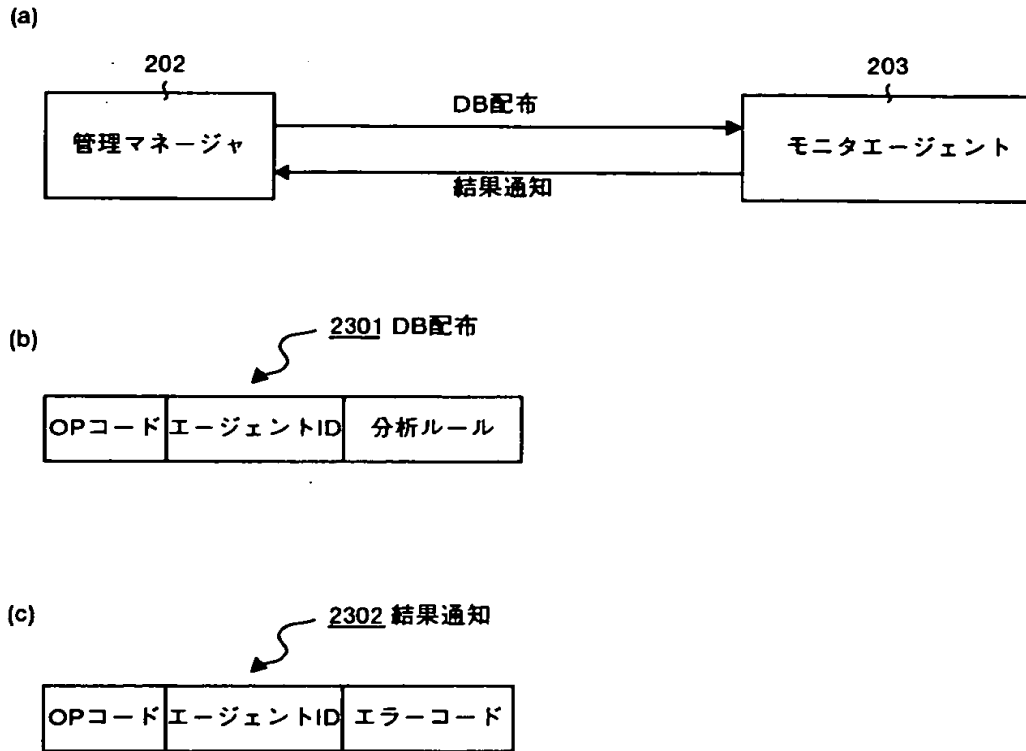 (a)
202
203
管理マネージャ
DB配布
モニタエージェント
結果通知
(b)
2301 DB配布
OPコード エージェントID 分析ルール
(c)
2302 結果通知
OPコード エージェントID エラーコード